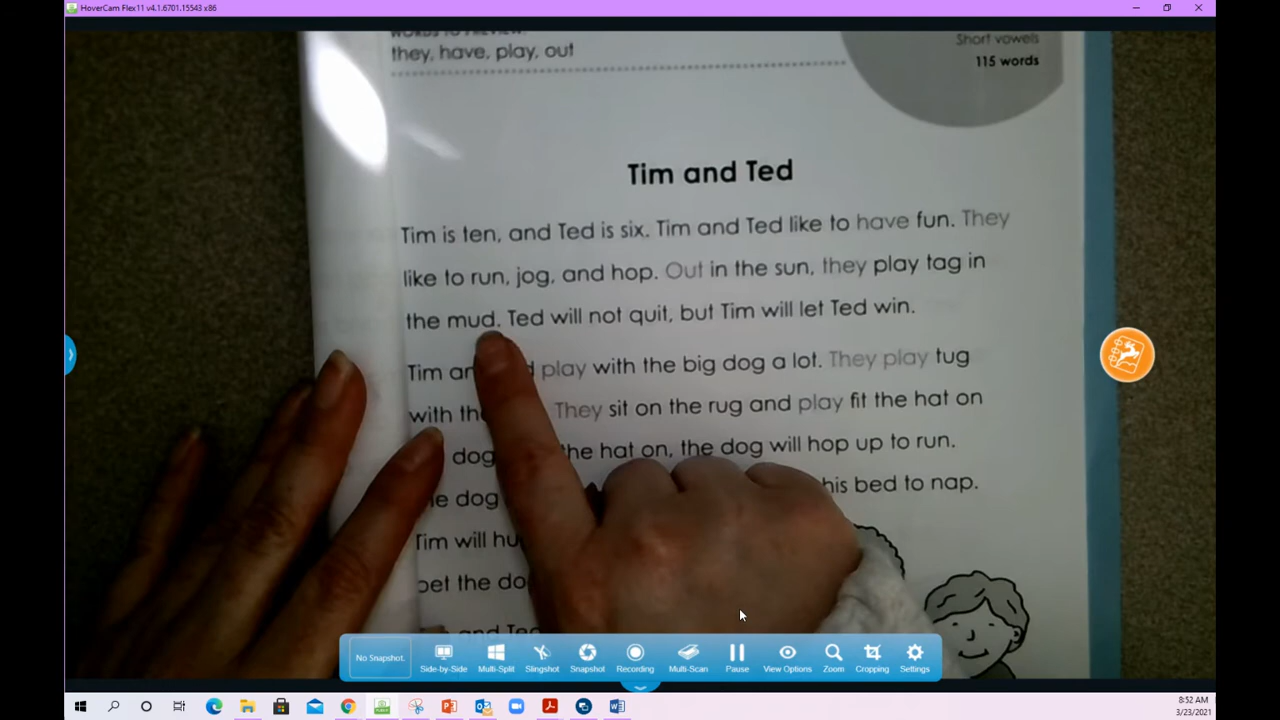 HoverCam Flex11 v4.1.6701.15543 x86
WORDS TO PREVIEW
they, have, play, out
Short vowels
115 words
Tim and Ted
Tim is ten, and Ted is six. Tim and Ted like to have fun. They
like to run, jog, and hop. Out in the sun, they play tag in
the mud. Ted will not quit, but Tim will let Ted win.
Tim play with the big dog a lot. They play tug
with They sit on the rug and play fit the hat on
dog the hat on, the dog will hop up to run.
dog his bed to nap.
Tim will
pet the
No Snapshot.
Side-by-Side
Multi-Split
Slingshot
Snapshot
Recording
Multi-Scan
Pause
View Options
Zoom
Cropping
Settings
8:52 AM
3/23/2021